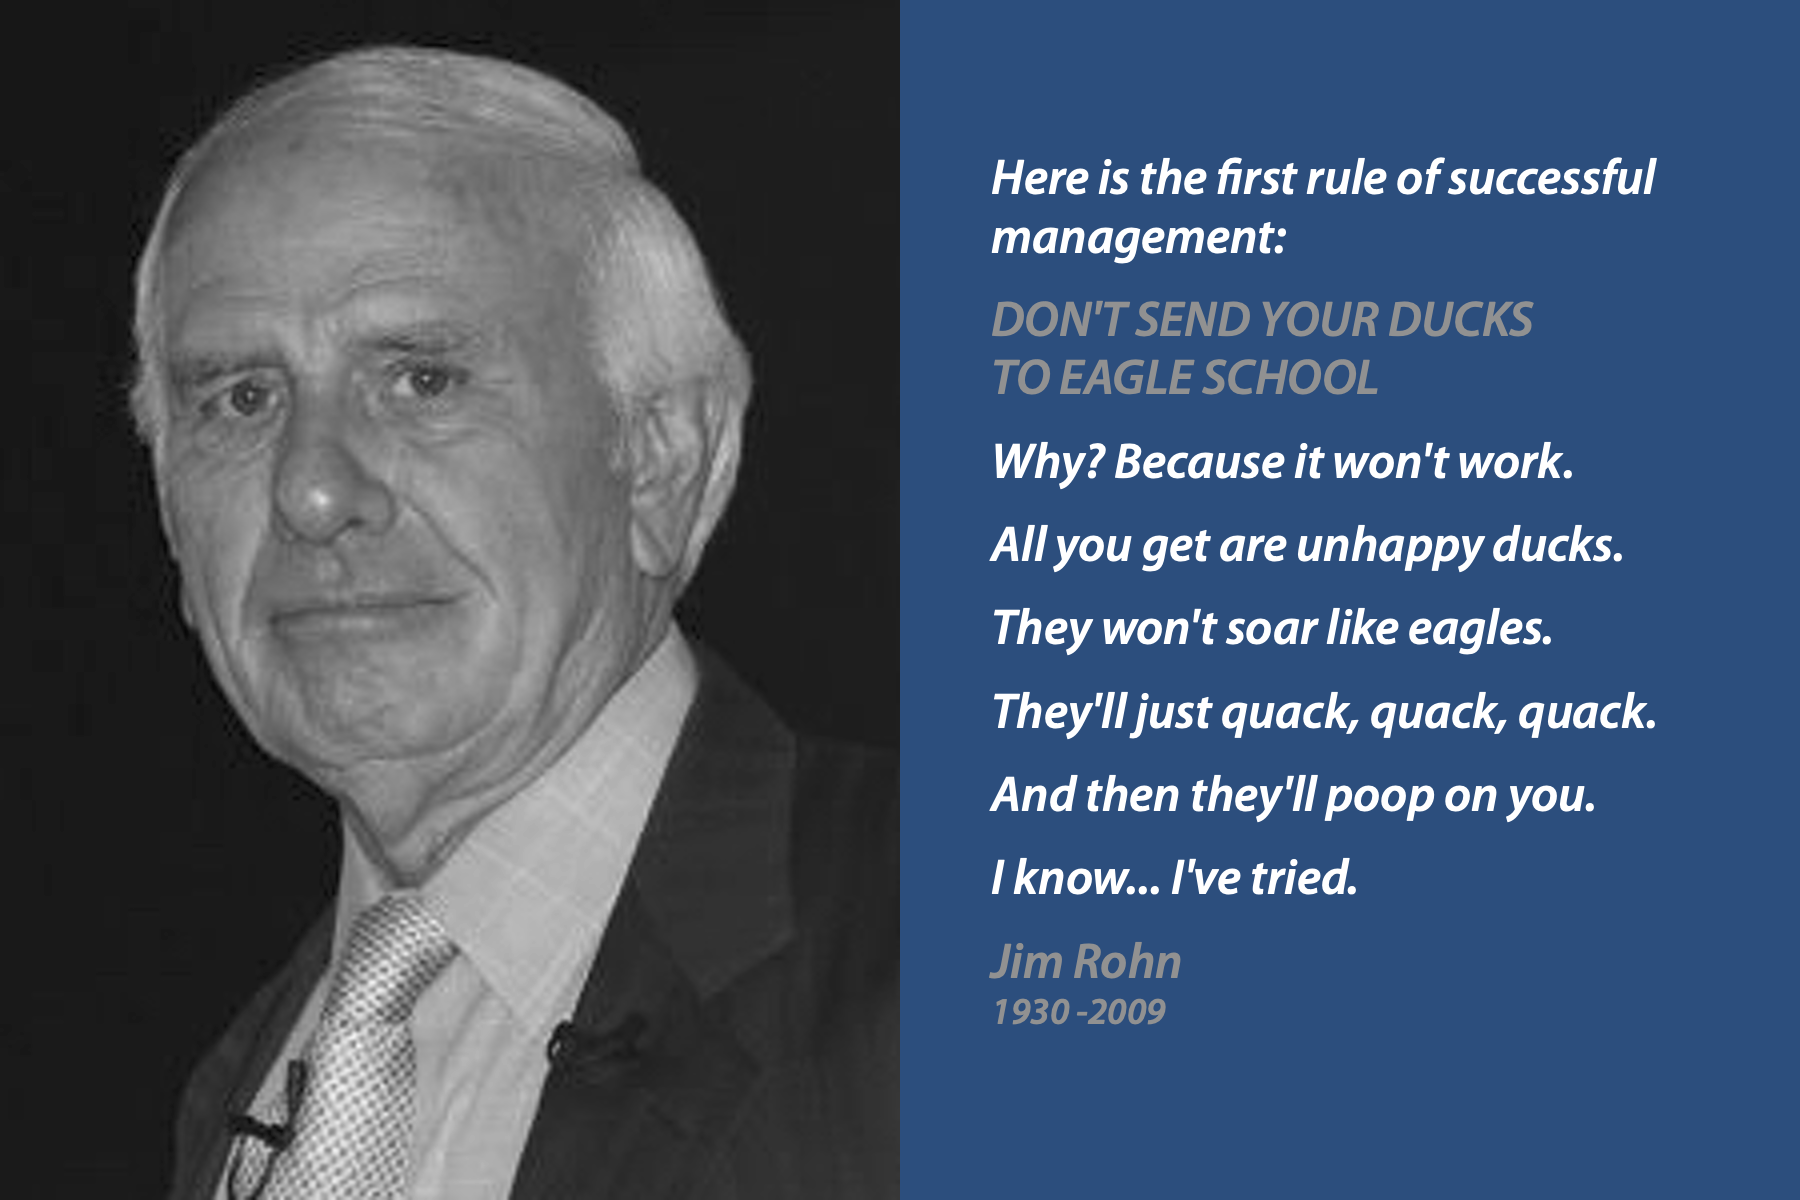 Here is the first rule of successful
management:
DON'T SEND YOUR DUCKS
TO EAGLE SCHOOL
Why? Because it won't work.
All you get are unhappy ducks.
They won't soar like eagles.
They'll just quack, quack, quack.
And then they'll poop on you.
I know... I've tried.
Jim Rohn
1930 -2009